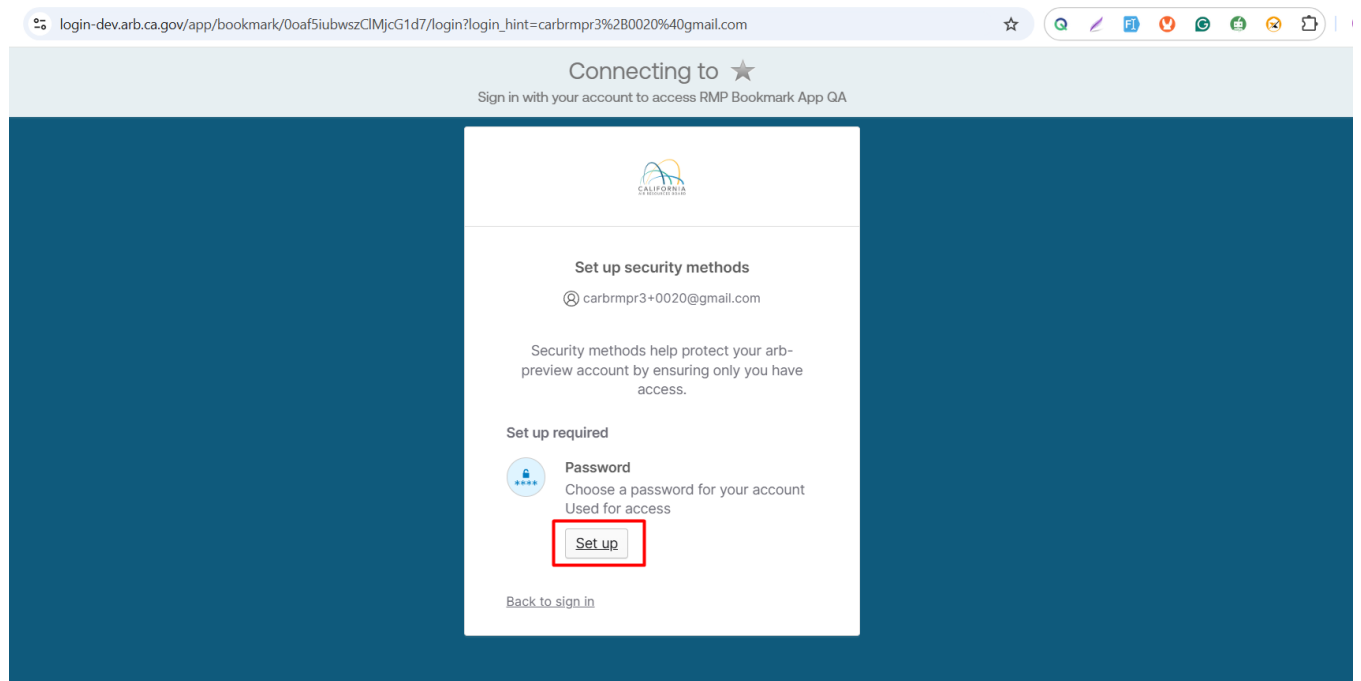 login-dev.arb.ca.gov/app/bookmark/0oaf5iubwszClMjcG1d7/login?login_hint=carbrmpr3%2B0020%40gmail.com
Connecting to
Sign in with your account to access RMP Bookmark App QA
CALIFORNIA
AIR RESOURCES BOARD
Set up security methods
carbrmpr3+0020@gmail.com
Security methods help protect your arb-
preview account by ensuring only you have
access.
Set up required
Password
Choose a password for your account
Used for access
Set up
Back to sign in